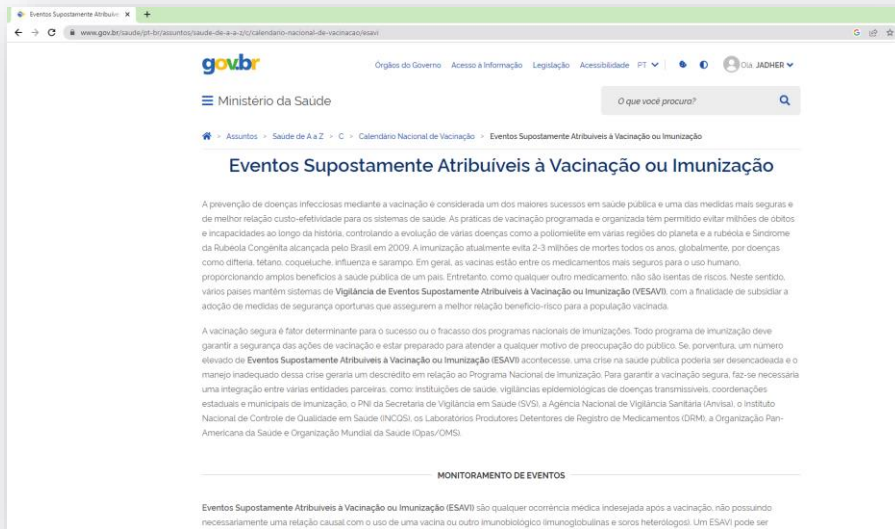 Eventos Supostamente Atribuíve
www.gov.br/saude/pt-br/assuntos/saude-de-a-a-z/c/calendario-nacional-de-vacinacao/esavi
gov.br
Órgãos do Governo Acesso à Informação Legislação Acessibilidade PT Olá, JADHER
Ministério da Saúde
O que você procura?
Assuntos > Saúde de A a Z > C > Calendário Nacional de Vacinação > Eventos Supostamente Atribuíveis à Vacinação ou Imunização
Eventos Supostamente Atribuíveis à Vacinação ou Imunização
A prevenção de doenças infecciosas mediante a vacinação é considerada um dos maiores sucessos em saúde pública e uma das medidas mais seguras e
de melhor relação custo-efetividade para os sistemas de saúde. As práticas de vacinação programada e organizada têm permitido evitar milhões de óbitos
e incapacidades ao longo da história, controlando a evolução de várias doenças como a poliomielite em várias regiões do planeta e a rubéola e Síndrome
da Rubéola Congênita alcançada pelo Brasil em 2009. A imunização atualmente evita 2-3 milhões de mortes todos os anos, globalmente, por doenças
como difteria, tétano, coqueluche, influenza e sarampo. Em geral, as vacinas estão entre os medicamentos mais seguros para o uso humano,
proporcionando amplos benefícios à saúde pública de um país. Entretanto, como qualquer outro medicamento, não são isentas de riscos. Neste sentido,
vários países mantêm sistemas de Vigilância de Eventos Supostamente Atribuíveis à Vacinação ou Imunização (VESAVI), com a finalidade de subsidiar a
adoção de medidas de segurança oportunas que assegurem a melhor relação benefício-risco para a população vacinada.
A vacinação segura é fator determinante para o sucesso ou o fracasso dos programas nacionais de imunizações. Todo programa de imunização deve
garantir a segurança das ações de vacinação e estar preparado para atender a qualquer motivo de preocupação do público. Se, porventura, um número
elevado de Eventos Supostamente Atribuíveis à Vacinação ou Imunização (ESAVI) acontecesse, uma crise na saúde pública poderia ser desencadeada e o
manejo inadequado dessa crise geraria um descrédito em relação ao Programa Nacional de Imunização. Para garantir a vacinação segura, faz-se necessária
uma integração entre várias entidades parceiras, como: instituições de saúde, vigilâncias epidemiológicas de doenças transmissíveis, coordenações
estaduais e municipais de imunização, o PNI da Secretaria de Vigilância em Saúde (SVS), a Agência Nacional de Vigilância Sanitária (Anvisa), o Instituto
Nacional de Controle de Qualidade em Saúde (INCQS), os Laboratórios Produtores Detentores de Registro de Medicamentos (DRM), a Organização Pan-
Americana da Saúde e Organização Mundial da Saúde (Opas/OMS).
MONITORAMENTO DE EVENTOS
Eventos Supostamente Atribuíveis à Vacinação ou Imunização (ESAVI) são qualquer ocorrência médica indesejada após a vacinação, não possuindo
necessariamente uma relação causal com o uso de uma vacina ou outro imunobiológico (imunoglobulinas e soros heterólogos). Um ESAVI pode ser